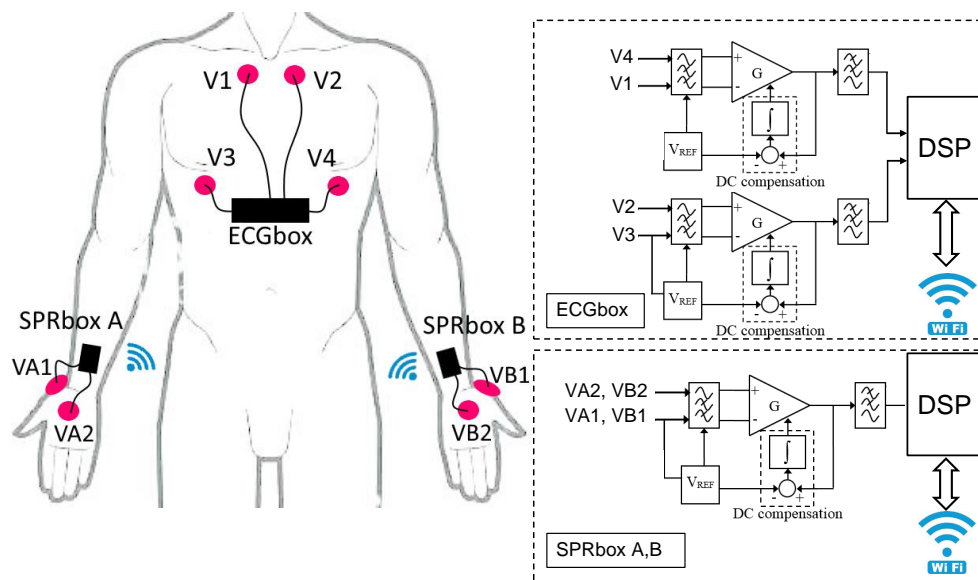 V1
V2
V3
V4
ECGbox
SPRbox A
SPRbox B
VA1
VA2
VB1
VB2
V4
V1
+
-
G
∫
VREF
-
+
DC compensation
V2
V3
+
-
G
∫
VREF
-
+
DC compensation
DSP
Wi Fi
ECGbox
VA2, VB2
VA1, VB1
+
-
G
∫
VREF
-
+
DC compensation
DSP
Wi Fi
SPRbox A,B